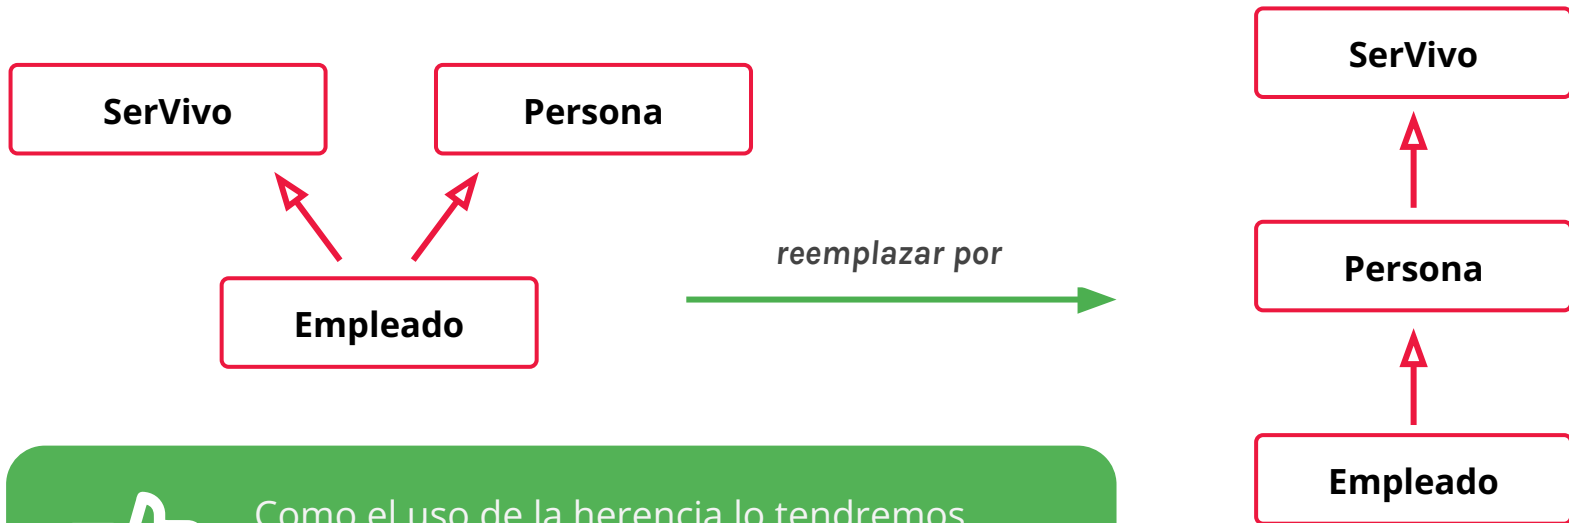 SerVivo
Persona
Empleado
reemplazar por
SerVivo
Persona
Empleado
Como el uso de la herencia lo tendremos